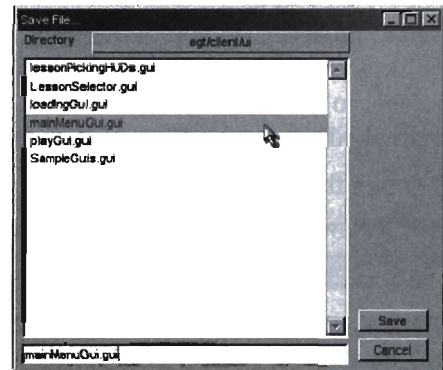 Save File...
Directory egt/client/ui
lessonPickingHUDs.gui
LessonSelector.gui
loadingGui.gui
mainMenuGui.gui
playGui.gui
SampleGuis.gui
Save
mainMenuGui.gui
Cancel